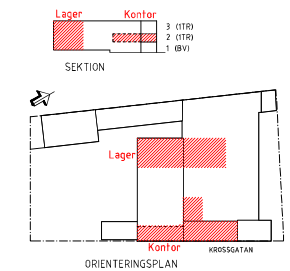 Lager Kontor
3 (1TR)
2 (1TR)
1 (BV)
SEKTION
Lager
Kontor
KROSSGATAN
ORIENTERINGSPLAN